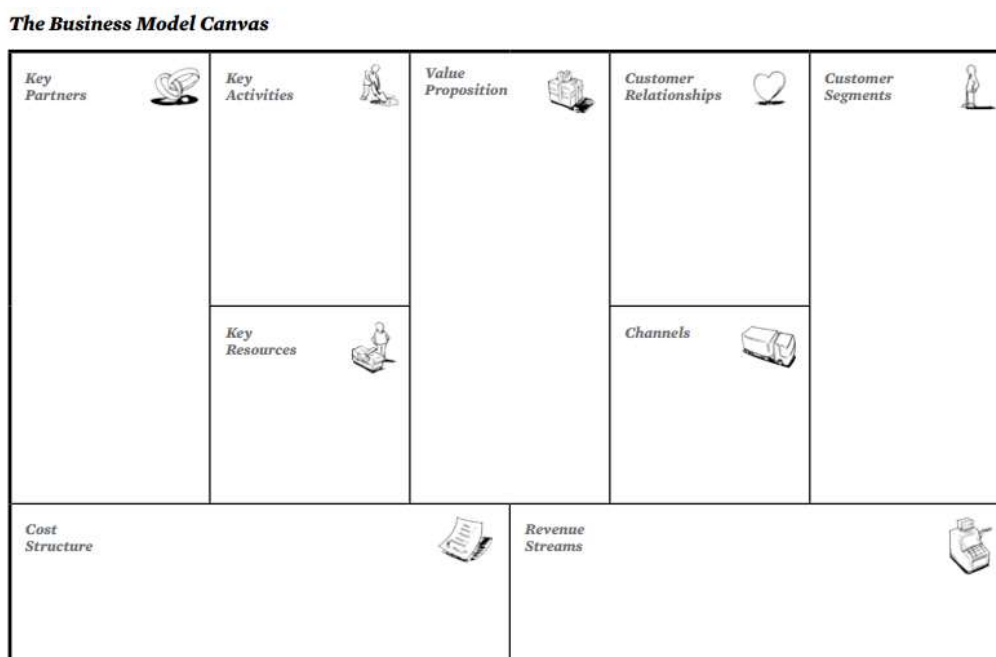 The Business Model Canvas
Key
Partners
Key
Activities
Value
Proposition
Customer
Relationships
Customer
Segments
Key
Resources
Channels
Cost
Structure
Revenue
Streams